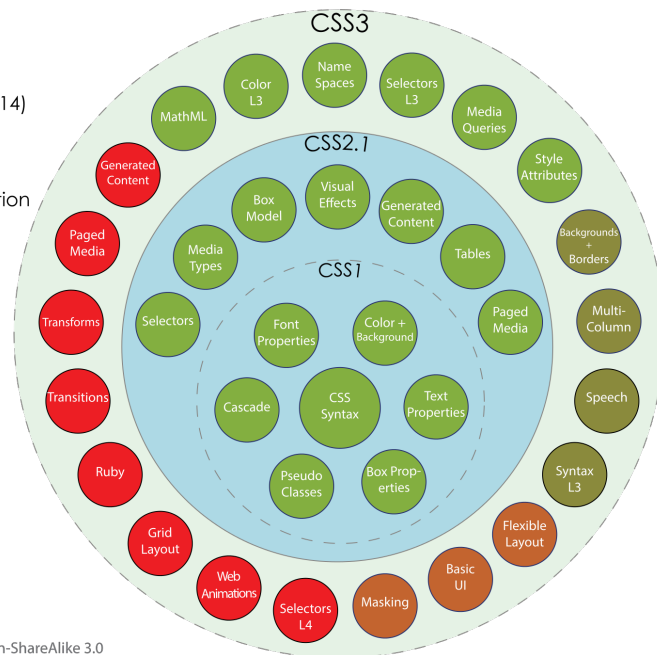 CSS3
14)
tion
Name
Spaces
Color
L3
Selectors
L3
MathML
Media
Queries
Generated
Content
Style
Attributes
Paged
Media
Backgrounds
+
Borders
Transforms
Multi-
Column
Transitions
Speech
Ruby
Syntax
L3
Grid
Layout
Flexible
Layout
Web
Animations
Basic
UI
Selectors
L4
Masking
CSS2.1
Visual
Effects
Box
Model
Generated
Content
Media
Types
Tables
Selectors
Paged
Media
CSS1
Font
Properties
Color +
Background
Cascade
CSS
Syntax
Text
Properties
Pseudo
Classes
Box Prop-
erties
n-ShareAlike 3.0